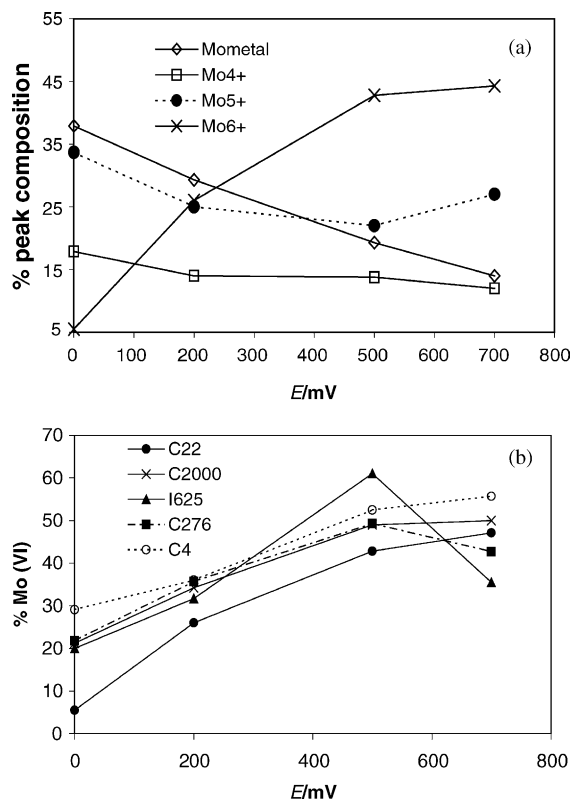 (a)
Mometal
Mo4+
Mo5+
Mo6+
% peak composition
55
45
35
25
15
5
0 100 200 300 400 500 600 700 800
E/mV
(b)
C22
C2000
I625
C276
C4
% Mo (VI)
70
60
50
40
30
20
10
0
0 200 400 600 800
E/mV